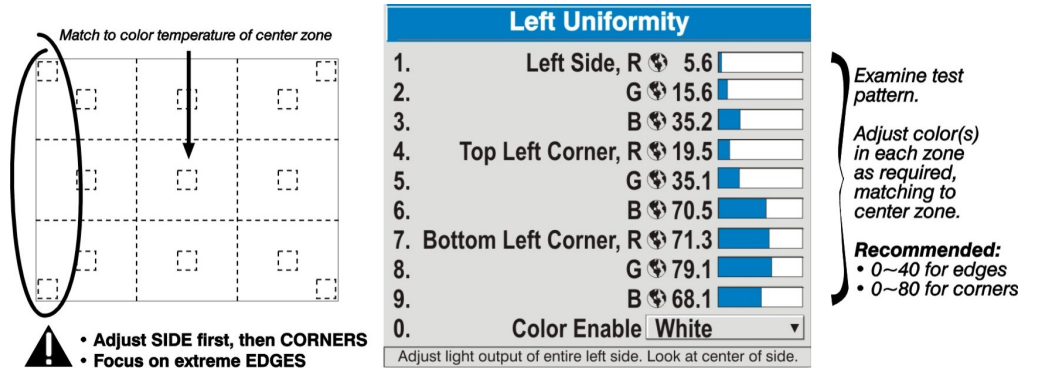 Match to color temperature of center zone
• Adjust SIDE first, then CORNERS
• Focus on extreme EDGES
Left Uniformity
1. Left Side, R 5.6
2. G 15.6
3. B 35.2
4. Top Left Corner, R 19.5
5. G 35.1
6. B 70.5
7. Bottom Left Corner, R 71.3
8. G 79.1
9. B 68.1
0. Color Enable White
Adjust light output of entire left side. Look at center of side.
Examine test
pattern.
Adjust color(s)
in each zone
as required,
matching to
center zone.
Recommended:
• 0~40 for edges
• 0~80 for corners